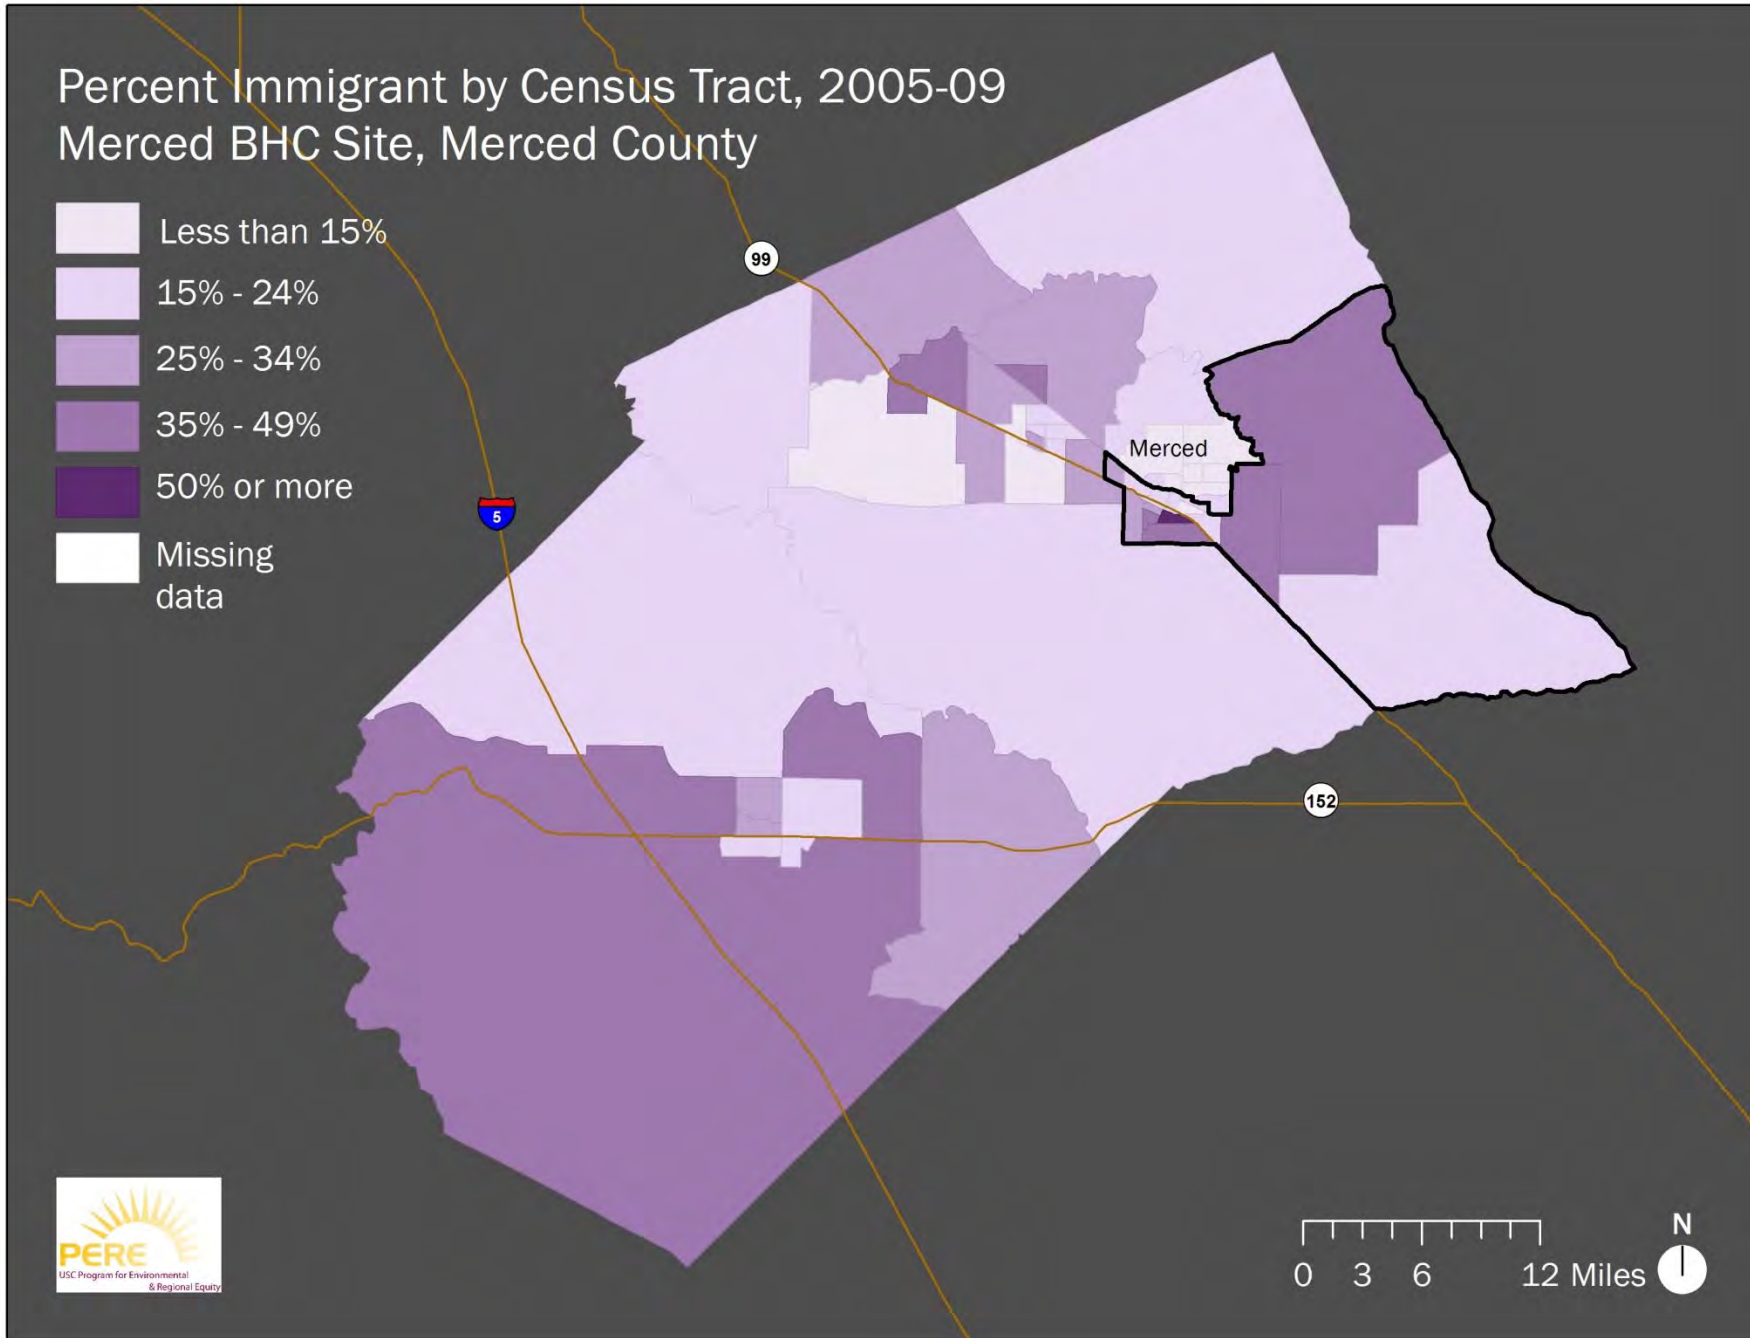 Percent Immigrant by Census Tract, 2005-09
Merced BHC Site, Merced County
Less than 15%
15% - 24%
25% - 34%
35% - 49%
50% or more
Missing
data
99
Merced
5
152
PERE
USC Program for Environmental
& Regional Equity
N
0 3 6 12 Miles